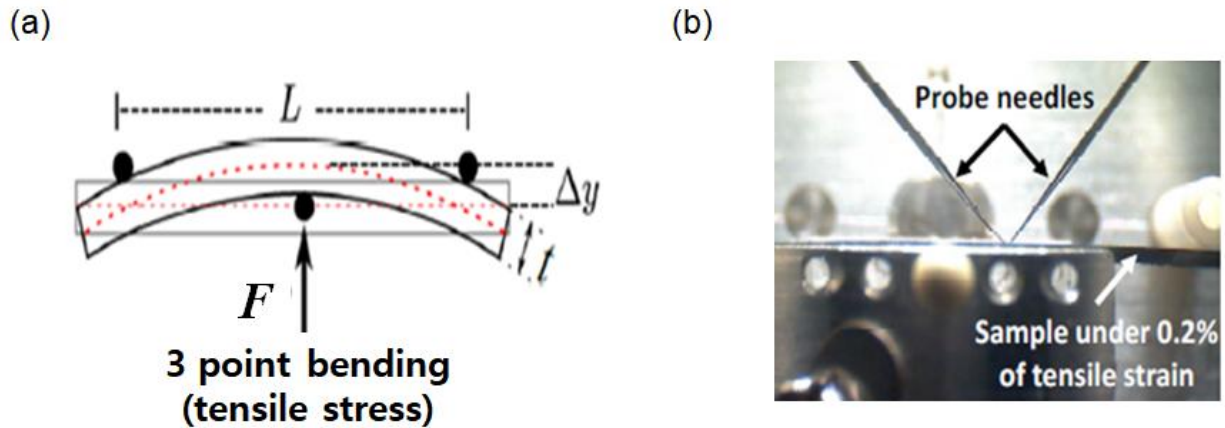 (a)
(b)
L
Δy
t
F
3 point bending
(tensile stress)
Probe needles
Sample under 0.2%
of tensile strain